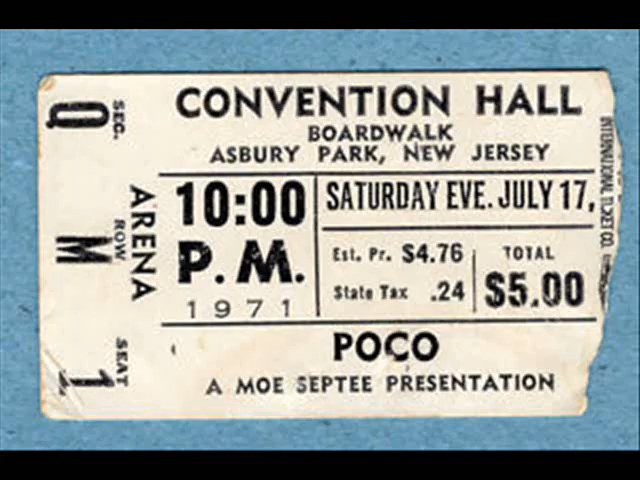 CONVENTION HALL
BOARDWALK
ASBURY PARK, NEW JERSEY
10:00
P. M.
1971
SATURDAY EVE. JULY 17,
Est. Pr. $4.76
State Tax .24
TOTAL
$5.00
POCO
A MOE SEPTEE PRESENTATION
SEC.
Q
ARENA
ROW
M
SEAT
1
INTERNATIONAL TICKET CO.